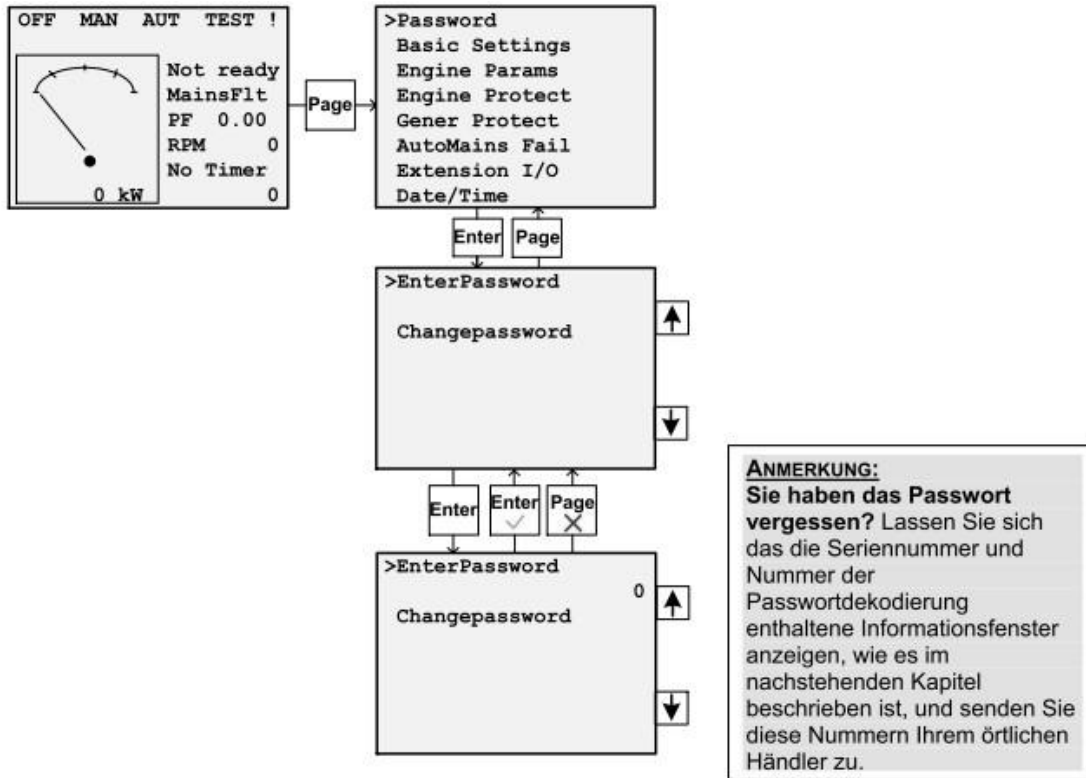 OFF MAN AUT TEST !
Not ready
MainsFlt
PF 0.00
RPM 0
No Timer
0 kW 0
Page
>Password
Basic Settings
Engine Params
Engine Protect
Gener Protect
AutoMains Fail
Extension I/O
Date/Time
Enter Page
>EnterPassword
Changepassword
Enter Enter Page
>EnterPassword
0
Changepassword
ANMERKUNG:
Sie haben das Passwort
vergessen? Lassen Sie sich
das die Seriennummer und
Nummer der
Passwortdekodierung
enthaltene Informationsfenster
anzeigen, wie es im
nachstehenden Kapitel
beschrieben ist, und senden Sie
diese Nummern Ihrem örtlichen
Händler zu.